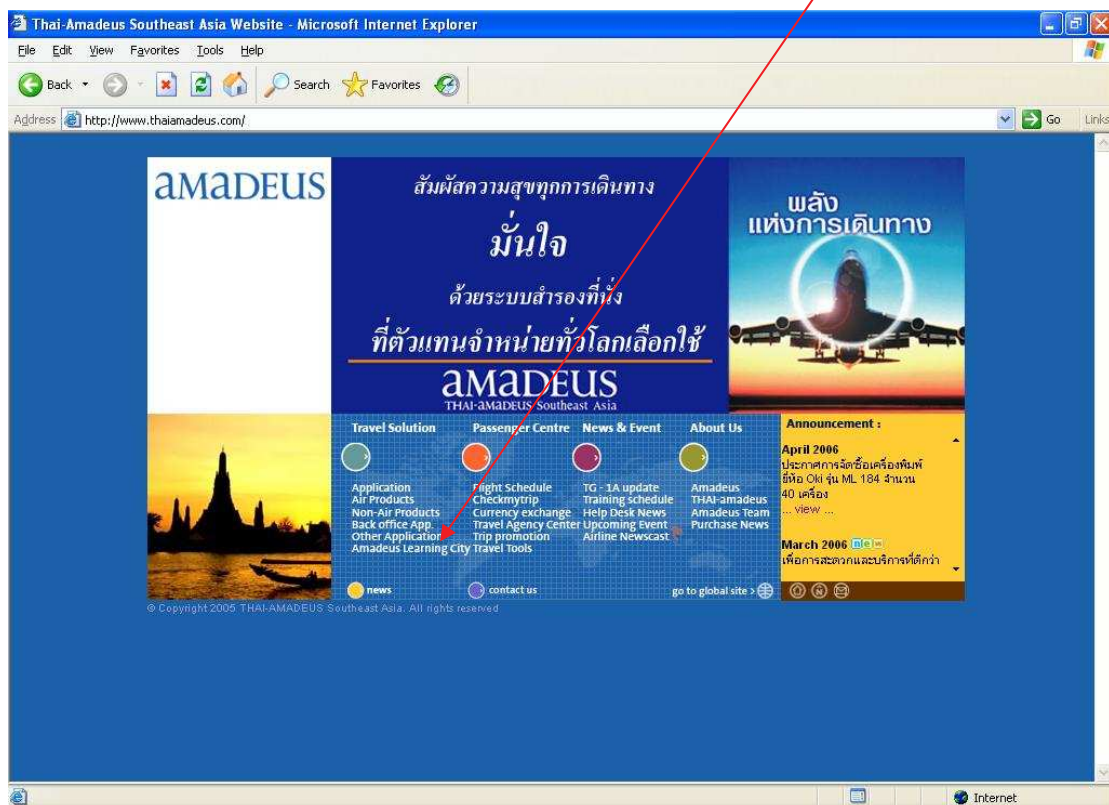 Thai-Amadeus Southeast Asia Website - Microsoft Internet Explorer
File Edit View Favorites Tools Help
Back Search Favorites
Address http://www.thaiamadeus.com/ Go Links
amadeus
สัมผัสความสุขทุกการเดินทาง
มั่นใจ
ด้วยระบบสำรองที่นั่ง
ที่ตัวแทนจำหน่ายทั่วโลกเลือกใช้
amadeus
THAI-amadeus Southeast Asia
พลัง
แห่งการเดินทาง
Travel Solution
Application
Air Products
Non-Air Products
Back office App.
Other Application
Amadeus Learning City
Passenger Centre
Flight Schedule
Checkmytrip
Currency exchange
Travel Agency Center
Trip promotion
Travel Tools
News & Event
TG - 1A update
Training schedule
Help Desk News
Upcoming Event
Airline Newscast
About Us
Amadeus
THAI-amadeus
Amadeus Team
Purchase News
Announcement :
April 2006
ประกาศการจัดซื้อเครื่องพิมพ์
ยี่ห้อ Oki รุ่น ML 184 จำนวน
40 เครื่อง
... view ...
March 2006 new
เพื่อการสะดวกและบริการที่ดีกว่า
news contact us go to global site >
© Copyright 2005 THAI-AMADEUS Southeast Asia. All rights reserved
Internet